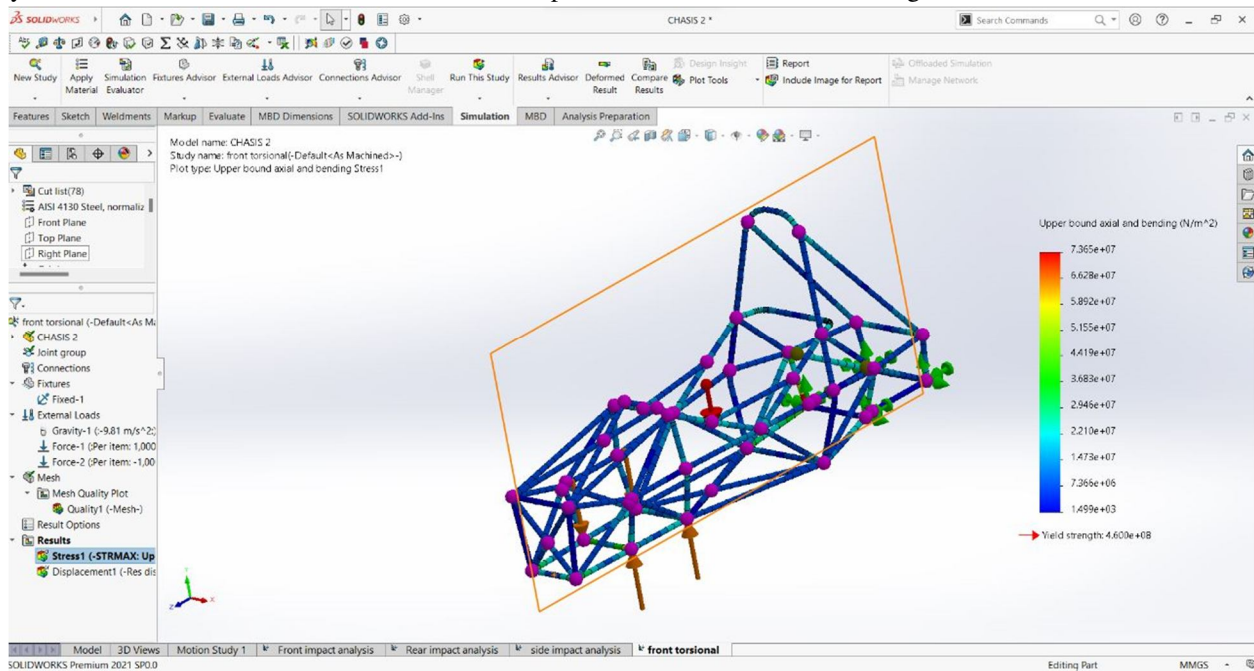 SOLIDWORKS
CHASIS 2 *
Search Commands
New Study
Apply Material
Simulation Evaluator
Fixtures Advisor
External Loads Advisor
Connections Advisor
Shell Manager
Run This Study
Results Advisor
Deformed Result
Compare Results
Design Insight
Plot Tools
Report
Include Image for Report
Offloaded Simulation
Manage Network
Features
Sketch
Weldments
Markup
Evaluate
MBD Dimensions
SOLIDWORKS Add-Ins
Simulation
MBD
Analysis Preparation
Model name: CHASIS 2
Study name: front torsional(-Default<As Machined>-)
Plot type: Upper bound axial and bending Stress1
Cut list(78)
AISI 4130 Steel, normaliz
Front Plane
Top Plane
Right Plane
front torsional (-Default<As Ma
CHASIS 2
Joint group
Connections
Fixtures
Fixed-1
External Loads
Gravity-1 (:-9.81 m/s^2:
Force-1 (:Per item: 1,000
Force-2 (:Per item: -1,00
Mesh
Mesh Quality Plot
Quality1 (-Mesh-)
Result Options
Results
Stress1 (-STRMAX: Up
Displacement1 (-Res dis
Upper bound axial and bending (N/m^2)
7.365e+07
6.628e+07
5.892e+07
5.155e+07
4.419e+07
3.683e+07
2.946e+07
2.210e+07
1.473e+07
7.366e+06
1.499e+03
Yield strength: 4.600e+08
Y
Z
X
Model
3D Views
Motion Study 1
Front impact analysis
Rear impact analysis
side impact analysis
front torsional
SOLIDWORKS Premium 2021 SP0.0
Editing Part
MMGS